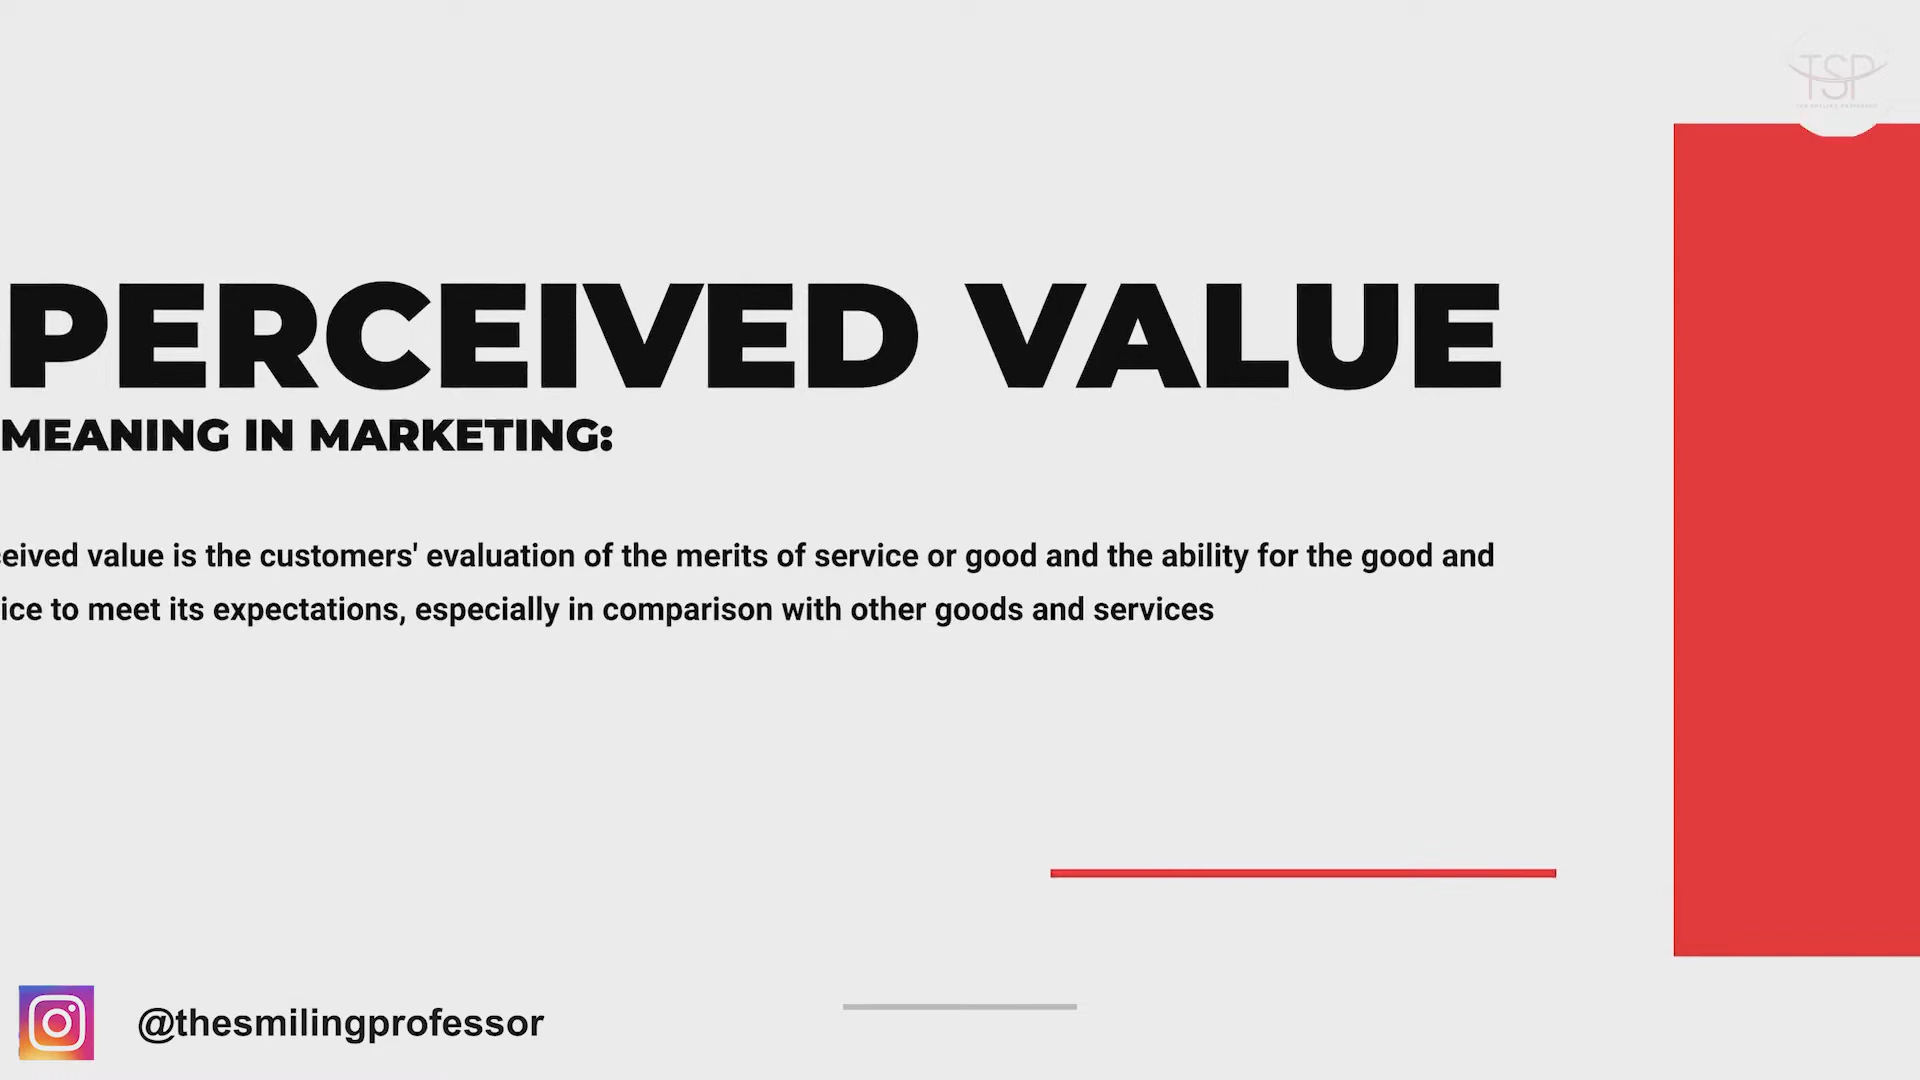 TSP
PERCEIVED VALUE
MEANING IN MARKETING:
eived value is the customers' evaluation of the merits of service or good and the ability for the good and
ice to meet its expectations, especially in comparison with other goods and services
@thesmilingprofessor